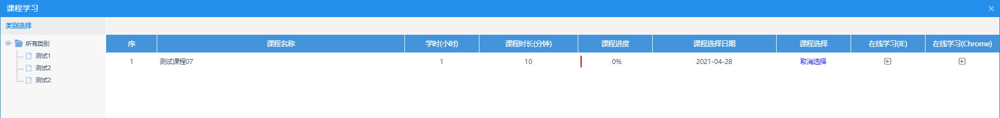 课程学习
类别选择
所有类别
测试1
测试2
测试2
序 课程名称 学时(小时) 课程时长(分钟) 课程进度 课程选择日期 课程选择 在线学习(IE) 在线学习(Chrome)
1 测试课程07 1 10 0% 2021-04-28 取消选择